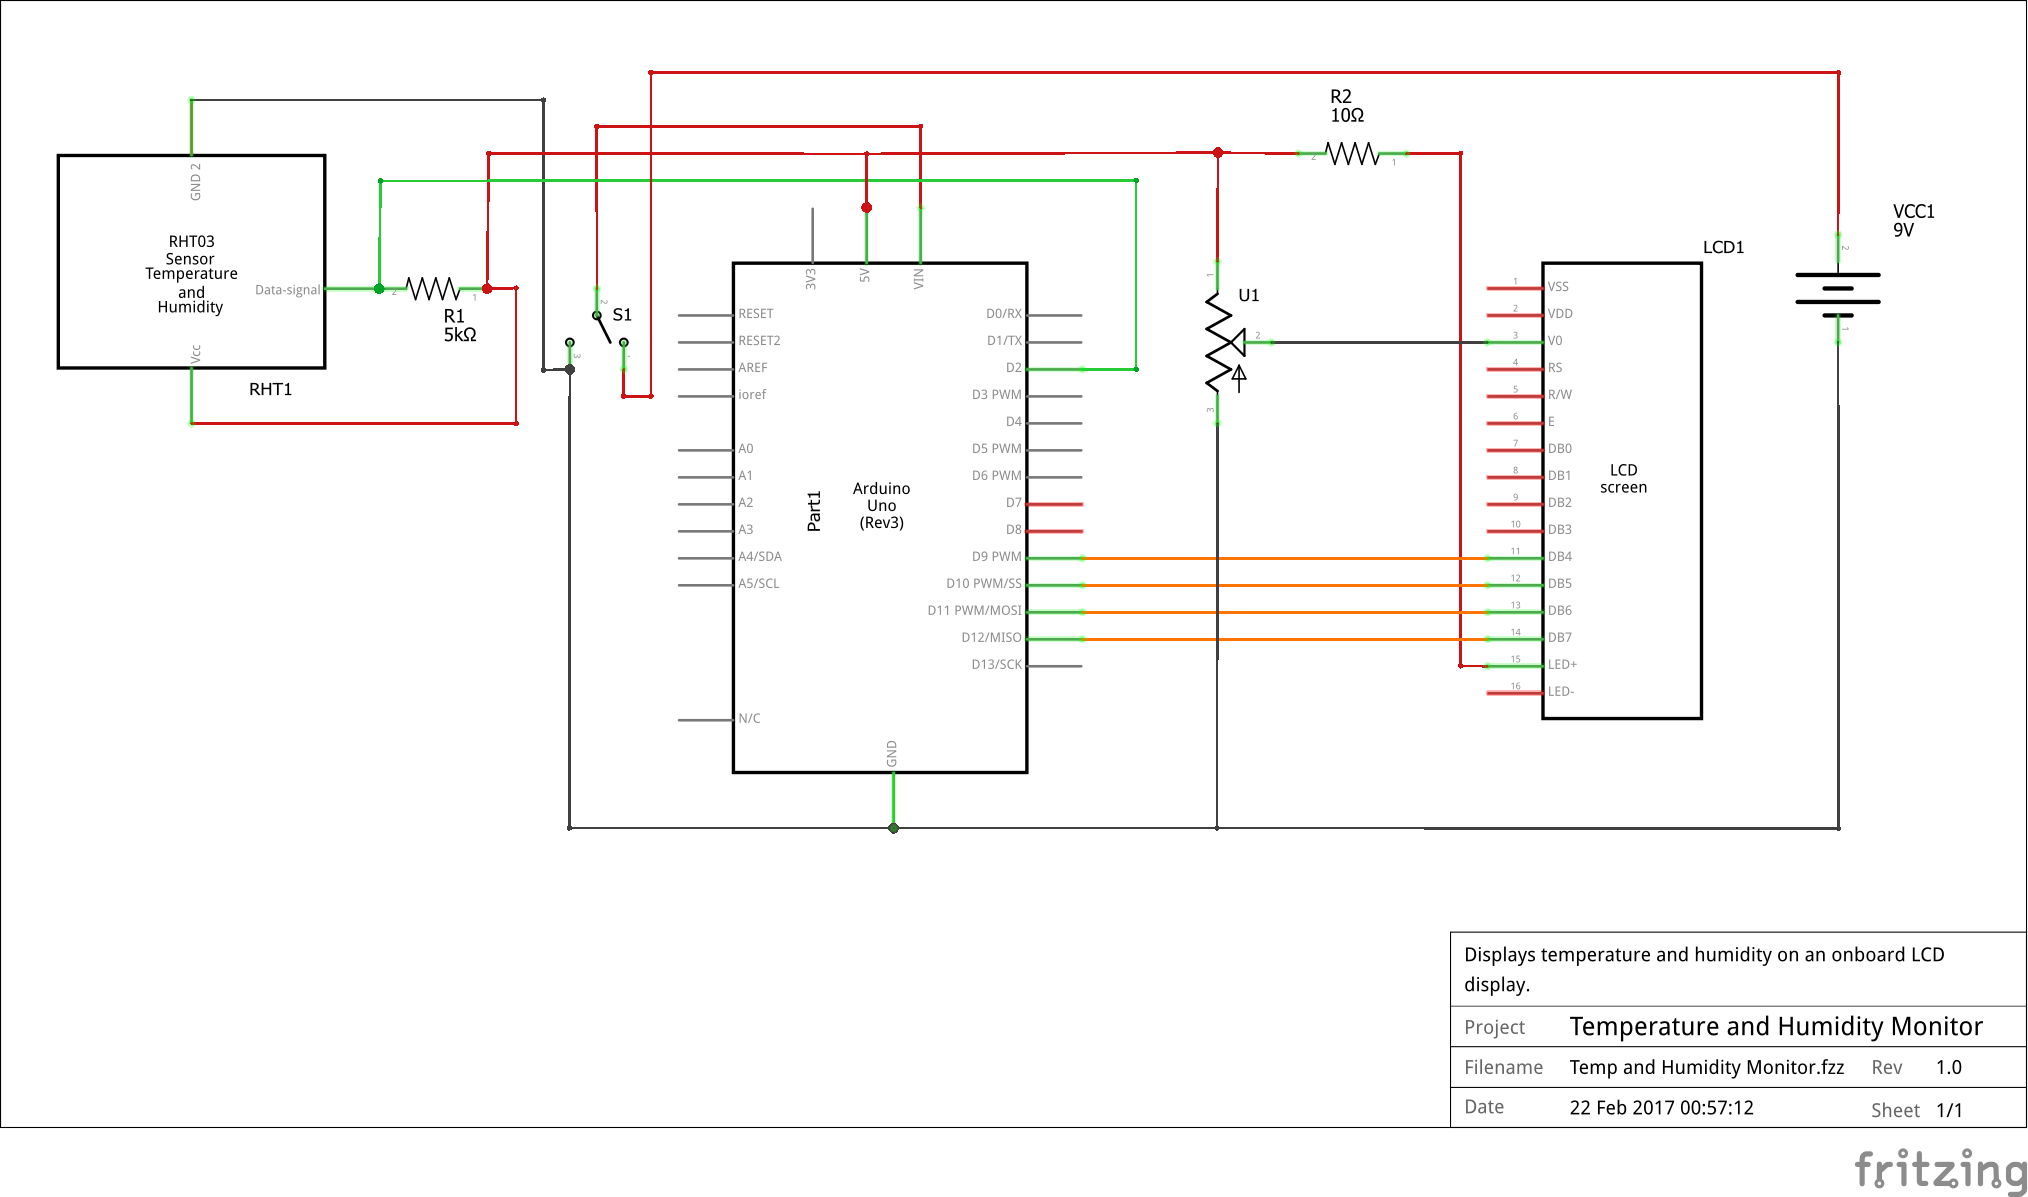 R2
10Ω
VCC1
9V
LCD1
GND 2
RHT03
Sensor
Temperature
and
Humidity
Data-signal
Vcc
RHT1
2
1
R1
5kΩ
2
S1
3
1
3V3
5V
VIN
RESET
RESET2
AREF
ioref
A0
A1
A2
A3
A4/SDA
A5/SCL
N/C
Part1
Arduino
Uno
(Rev3)
GND
D0/RX
D1/TX
D2
D3 PWM
D4
D5 PWM
D6 PWM
D7
D8
D9 PWM
D10 PWM/SS
D11 PWM/MOSI
D12/MISO
D13/SCK
1
U1
2
3
2
1
1 VSS
2 VDD
3 V0
4 RS
5 R/W
6 E
7 DB0
8 DB1
9 DB2
10 DB3
11 DB4
12 DB5
13 DB6
14 DB7
15 LED+
16 LED-
LCD
screen
2
1
Displays temperature and humidity on an onboard LCD
display.
Project Temperature and Humidity Monitor
Filename Temp and Humidity Monitor.fzz Rev 1.0
Date 22 Feb 2017 00:57:12 Sheet 1/1
fritzing